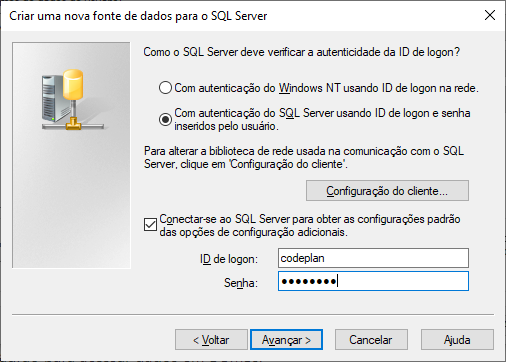 Criar uma nova fonte de dados para o SQL Server
Como o SQL Server deve verificar a autenticidade da ID de logon?
Com autenticação do Windows NT usando ID de logon na rede.
Com autenticação do SQL Server usando ID de logon e senha
inseridos pelo usuário.
Para alterar a biblioteca de rede usada na comunicação com o SQL
Server, clique em 'Configuração do cliente'.
Configuração do cliente...
Conectar-se ao SQL Server para obter as configurações padrão
das opções de configuração adicionais.
ID de logon: codeplan
Senha: ●●●●●●●●
< Voltar Avançar > Cancelar Ajuda